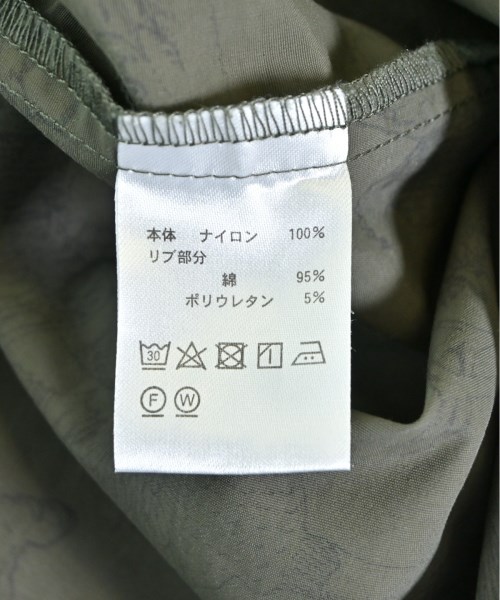 本体 ナイロン 100%
リブ部分
綿 95%
ポリウレタン 5%
30
F W